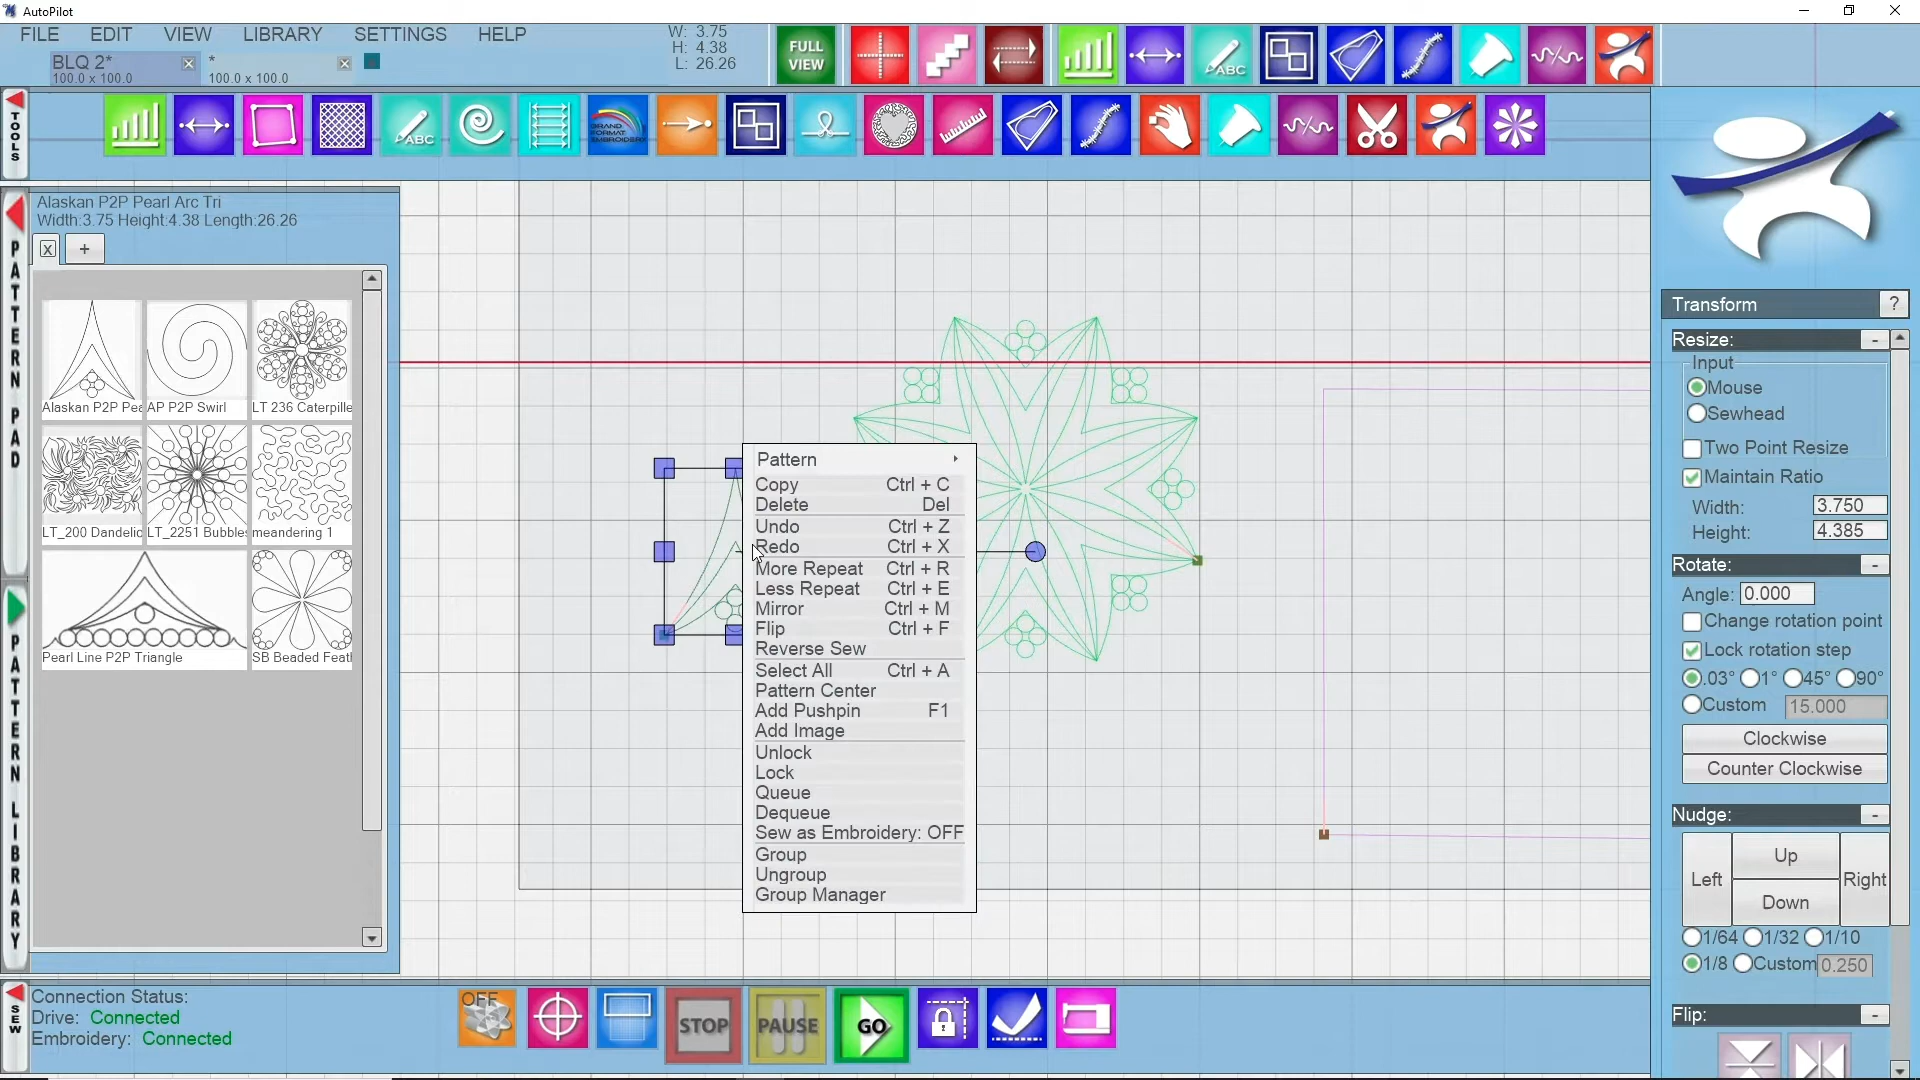 AutoPilot
FILE EDIT VIEW LIBRARY SETTINGS HELP
BLQ 2*
100.0 x 100.0
*
100.0 x 100.0
W: 3.75
H: 4.38
L: 26.26
FULL VIEW
ABC
TOOLS
ABC
GRAND FORMAT EMBROIDERY
Alaskan P2P Pearl Arc Tri
Width:3.75 Height:4.38 Length:26.26
X +
PATTERN PAD
PATTERN LIBRARY
Alaskan P2P Pea AP P2P Swirl LT 236 Caterpille
LT_200 Dandelic LT_2251 Bubble: meandering 1
Pearl Line P2P Triangle SB Beaded Feat
Pattern
Copy Ctrl + C
Delete Del
Undo Ctrl + Z
Redo Ctrl + X
More Repeat Ctrl + R
Less Repeat Ctrl + E
Mirror Ctrl + M
Flip Ctrl + F
Reverse Sew
Select All Ctrl + A
Pattern Center
Add Pushpin F1
Add Image
Unlock
Lock
Queue
Dequeue
Sew as Embroidery: OFF
Group
Ungroup
Group Manager
Transform ?
Resize: -
Input
Mouse
Sewhead
Two Point Resize
Maintain Ratio
Width: 3.750
Height: 4.385
Rotate: -
Angle: 0.000
Change rotation point
Lock rotation step
.03° 1° 45° 90°
Custom 15.000
Clockwise
Counter Clockwise
Nudge: -
Up
Left Right
Down
1/64 1/32 1/10
1/8 Custom 0.250
Flip: -
SEW
Connection Status:
Drive: Connected
Embroidery: Connected
OFF
STOP PAUSE GO